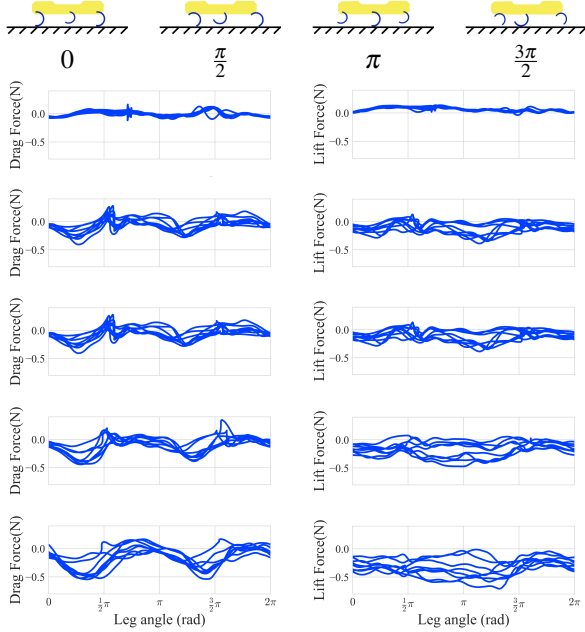 0 π/2 π 3π/2
Drag Force(N) 0.0 −0.5
Lift Force(N) 0.0 −0.5
Drag Force(N) 0.0 −0.5
Lift Force(N) 0.0 −0.5
Drag Force(N) 0.0 −0.5
Lift Force(N) 0.0 −0.5
Drag Force(N) 0.0 −0.5
Lift Force(N) 0.0 −0.5
Drag Force(N) 0.0 −0.5
Lift Force(N) 0.0 −0.5
0 1/2π π 3/2π 2π
0 1/2π π 3/2π 2π
Leg angle (rad)
Leg angle (rad)